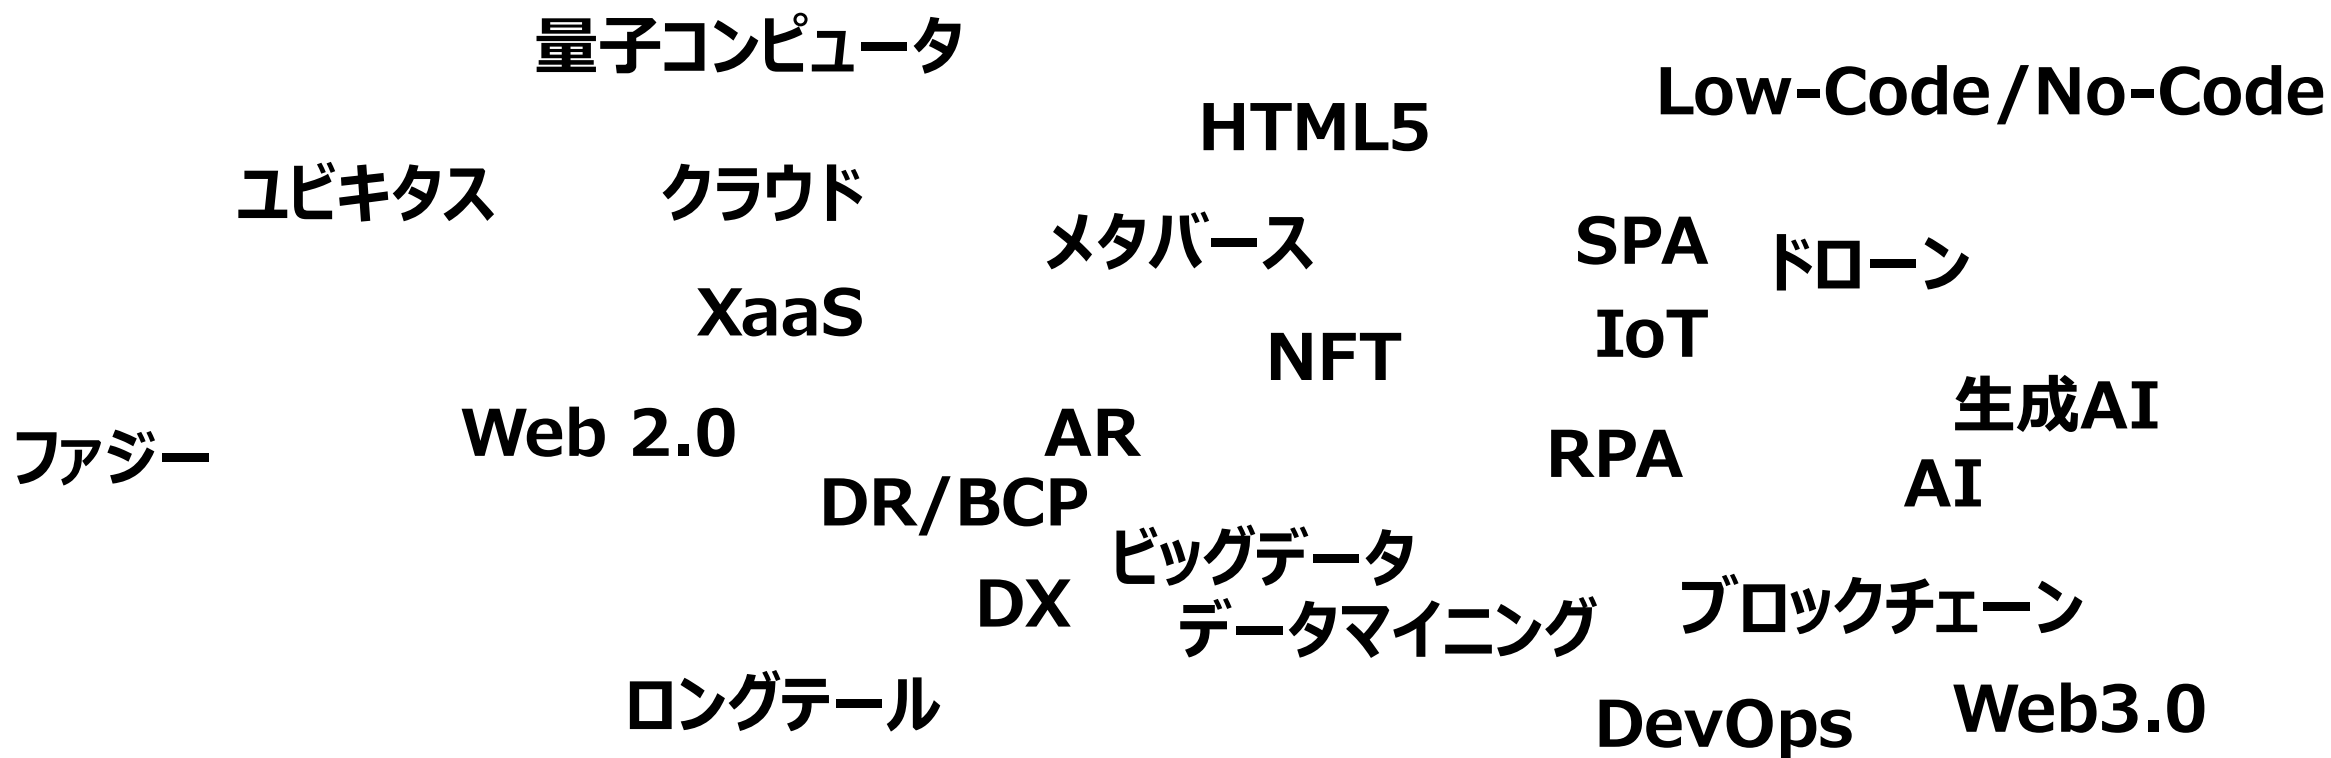 量子コンピュータ
Low-Code/No-Code
HTML5
ユビキタス
クラウド
メタバース
SPA
ドローン
XaaS
IoT
NFT
生成AI
Web 2.0
AR
ファジー
RPA
AI
DR/BCP
ビッグデータ
DX
データマイニング
ブロックチェーン
ロングテール
DevOps
Web3.0